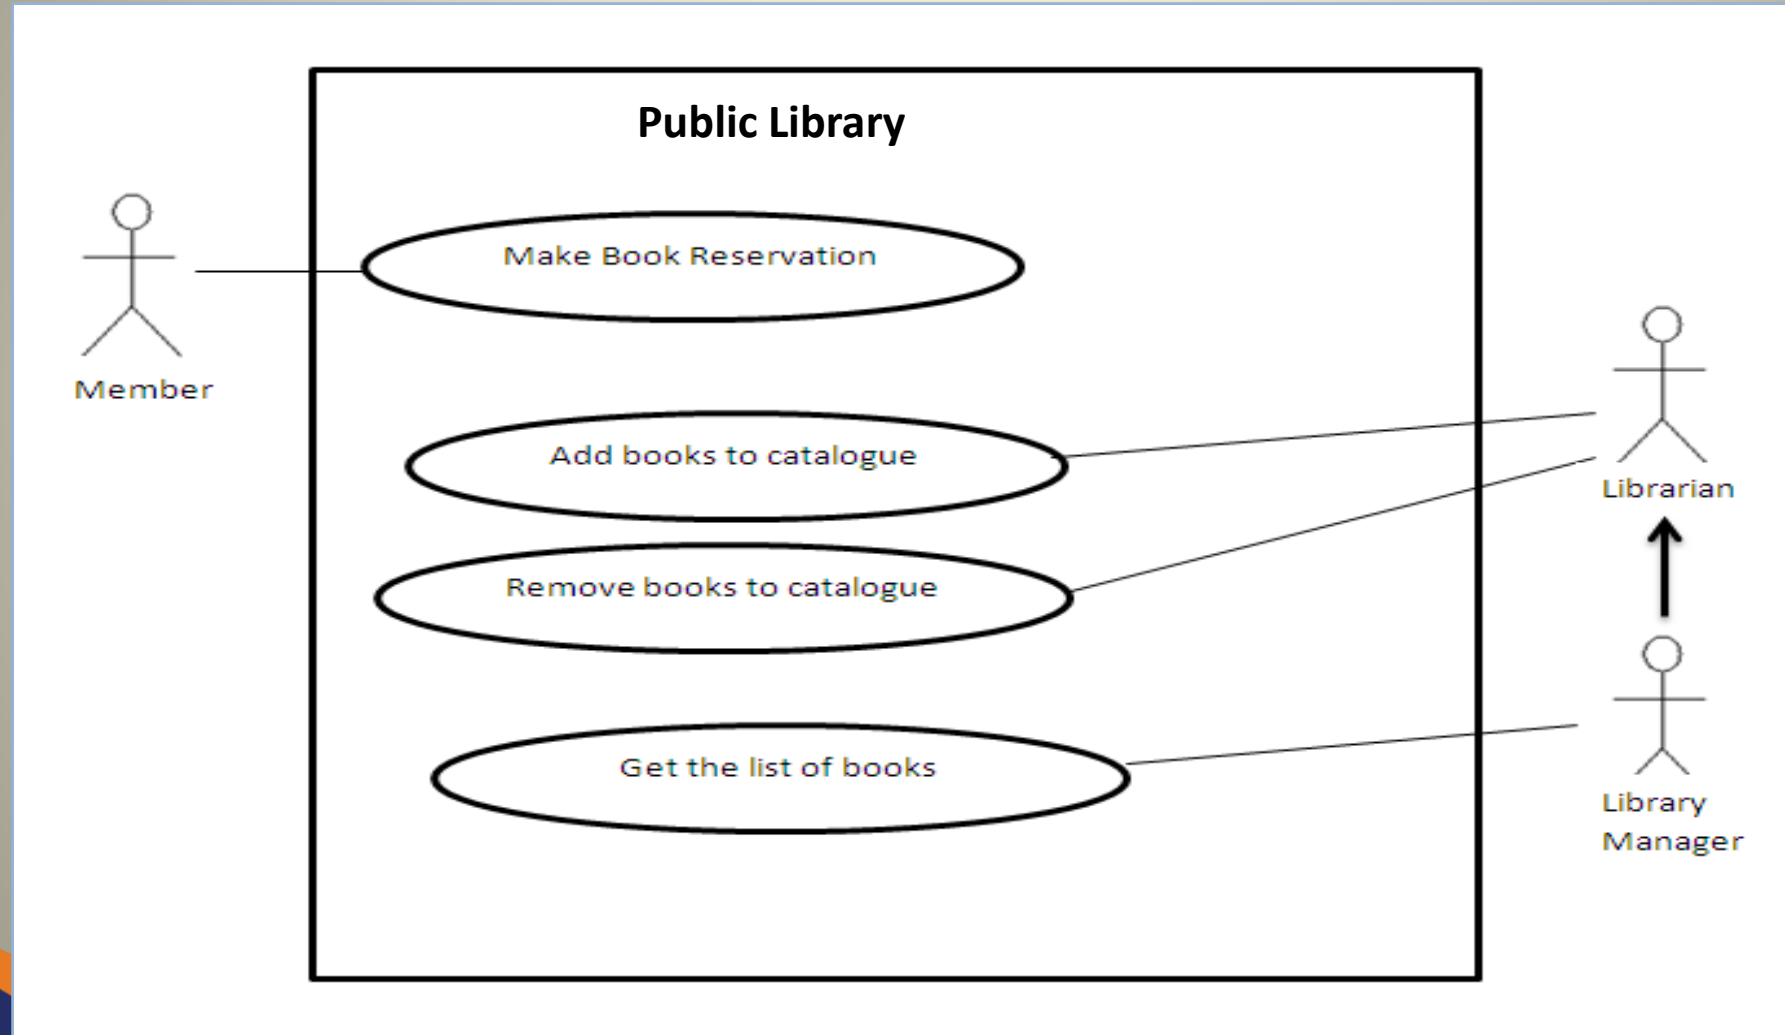 Public Library
Make Book Reservation
Member
Add books to catalogue
Librarian
Remove books to catalogue
Get the list of books
Library
Manager